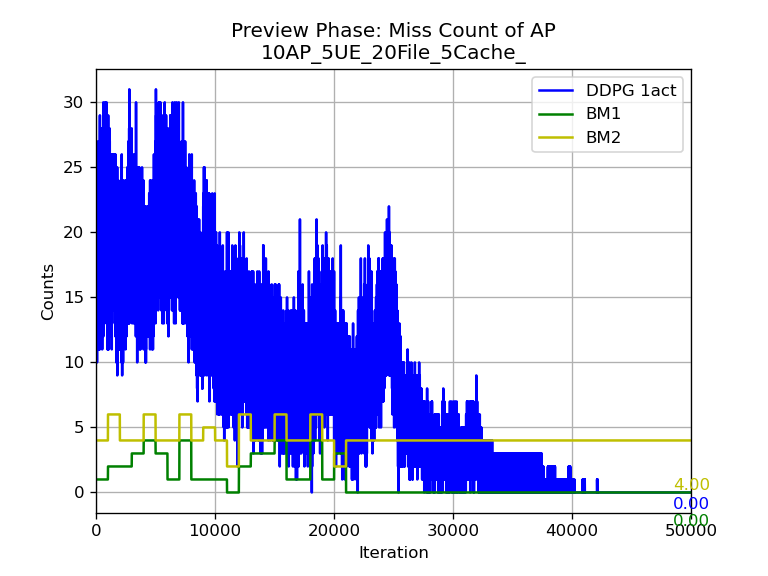 Preview Phase: Miss Count of AP
10AP_5UE_20File_5Cache_
DDPG 1act
BM1
BM2
Counts
30
25
20
15
10
5
0
4.00
0.00
0.00
0 10000 20000 30000 40000 50000
Iteration